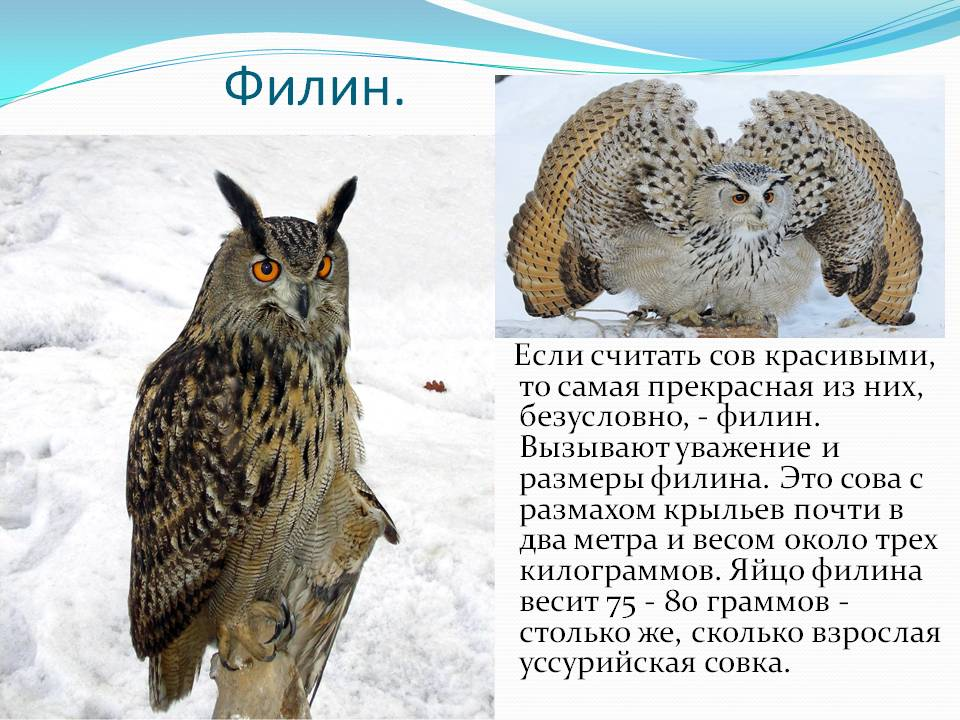 Филин.
Если считать сов красивыми,
то самая прекрасная из них,
безусловно, - филин.
Вызывают уважение и
размеры филина. Это сова с
размахом крыльев почти в
два метра и весом около трех
килограммов. Яйцо филина
весит 75 - 80 граммов -
столько же, сколько взрослая
уссурийская совка.